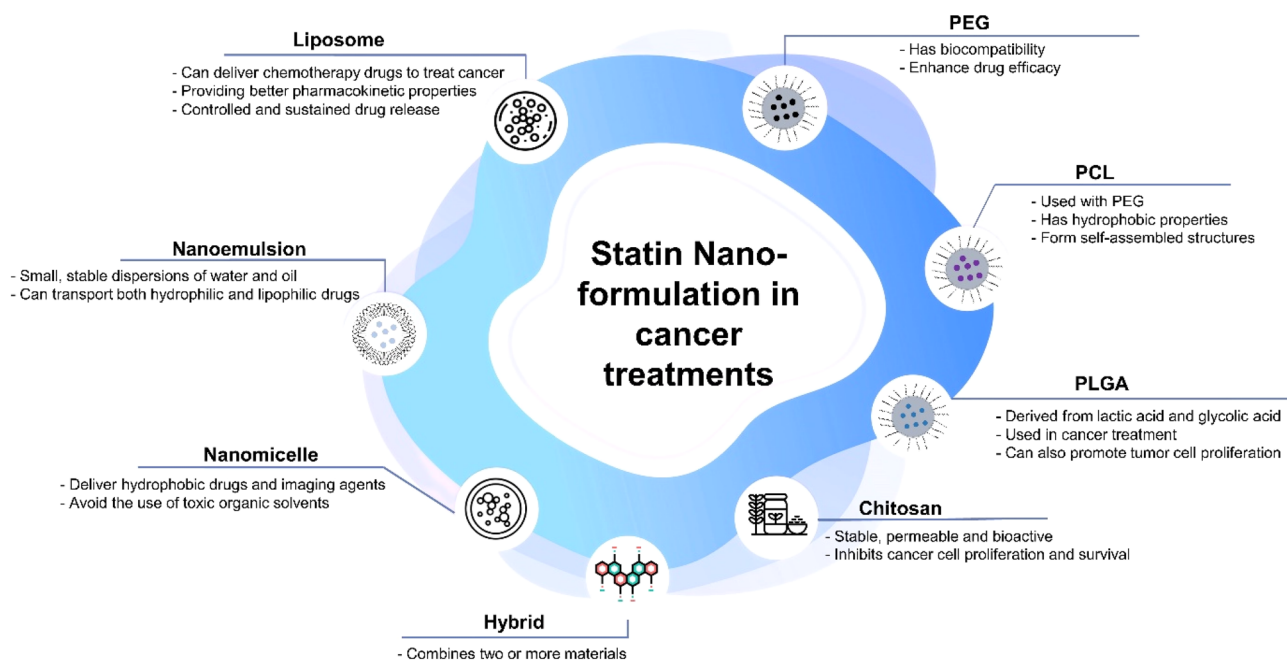 Liposome
- Can deliver chemotherapy drugs to treat cancer
- Providing better pharmacokinetic properties
- Controlled and sustained drug release
PEG
- Has biocompatibility
- Enhance drug efficacy
PCL
- Used with PEG
- Has hydrophobic properties
- Form self-assembled structures
Nanoemulsion
- Small, stable dispersions of water and oil
- Can transport both hydrophilic and lipophilic drugs
Statin Nano-
formulation in
cancer
treatments
PLGA
- Derived from lactic acid and glycolic acid
- Used in cancer treatment
- Can also promote tumor cell proliferation
Nanomicelle
- Deliver hydrophobic drugs and imaging agents
- Avoid the use of toxic organic solvents
Chitosan
- Stable, permeable and bioactive
- Inhibits cancer cell proliferation and survival
Hybrid
- Combines two or more materials